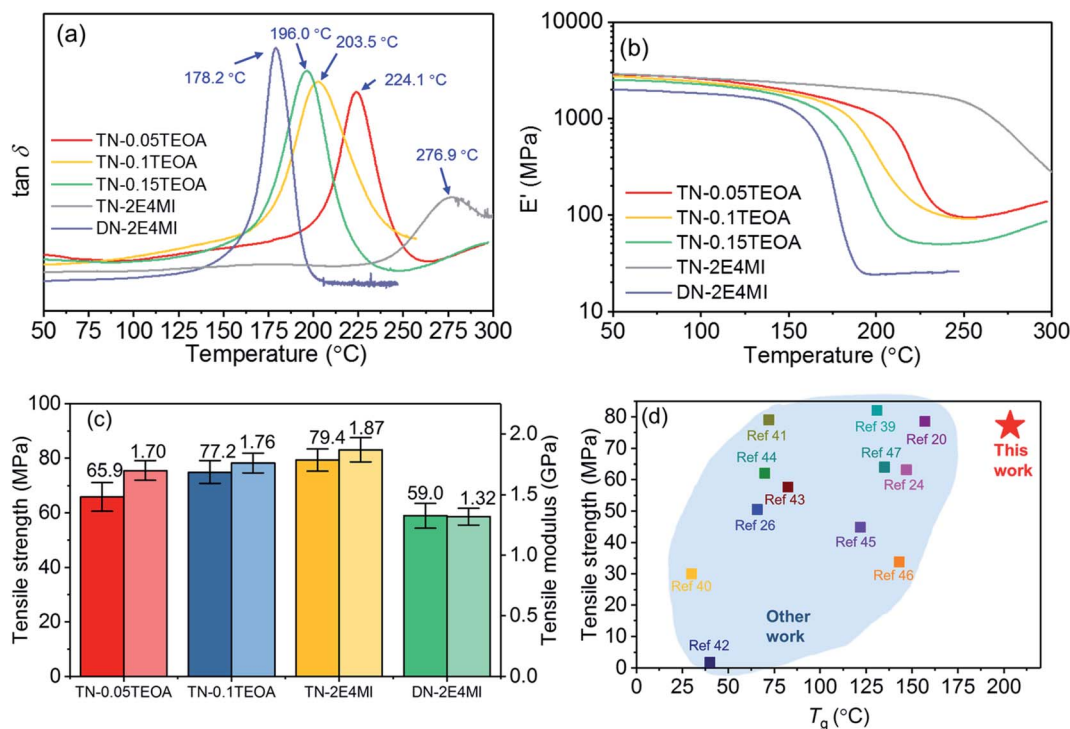 (a)
196.0 °C
203.5 °C
178.2 °C
224.1 °C
TN-0.05TEOA
TN-0.1TEOA
TN-0.15TEOA
TN-2E4MI
DN-2E4MI
276.9 °C
tan δ
50 75 100 125 150 175 200 225 250 275 300
Temperature (°C)
(b)
10000
1000
100
10
E' (MPa)
TN-0.05TEOA
TN-0.1TEOA
TN-0.15TEOA
TN-2E4MI
DN-2E4MI
50 100 150 200 250 300
Temperature (°C)
(c)
100
80
60
40
20
0
Tensile strength (MPa)
65.9 1.70
77.2 1.76
79.4 1.87
59.0 1.32
2.0
1.5
1.0
0.5
0.0
Tensile modulus (GPa)
TN-0.05TEOA TN-0.1TEOA TN-2E4MI DN-2E4MI
(d)
80
70
60
50
40
30
20
10
0
Tensile strength (MPa)
Ref 41
Ref 39
Ref 20
Ref 44
Ref 47
Ref 24
Ref 43
Ref 26
Ref 45
Ref 40
Ref 46
Ref 42
This
work
Other
work
0 25 50 75 100 125 150 175 200
Tg (°C)